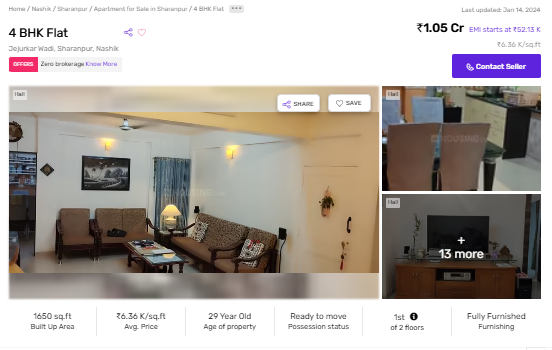 Home / Nashik / Sharanpur / Apartment for Sale in Sharanpur / 4 BHK Flat
Last updated: Jan 14, 2024
4 BHK Flat
₹1.05 Cr EMI starts at ₹52.13 K
Jejurkar Wadi, Sharanpur, Nashik
₹6.36 K/sq.ft
OFFERS Zero brokerage Know More
Contact Seller
Hall
SHARE
SAVE
Hall
HOUSING
Hall
+
13 more
1650 sq.ft
Built Up Area
₹6.36 K/sq.ft
Avg. Price
29 Year Old
Age of property
Ready to move
Possession status
1st
of 2 floors
Fully Furnished
Furnishing